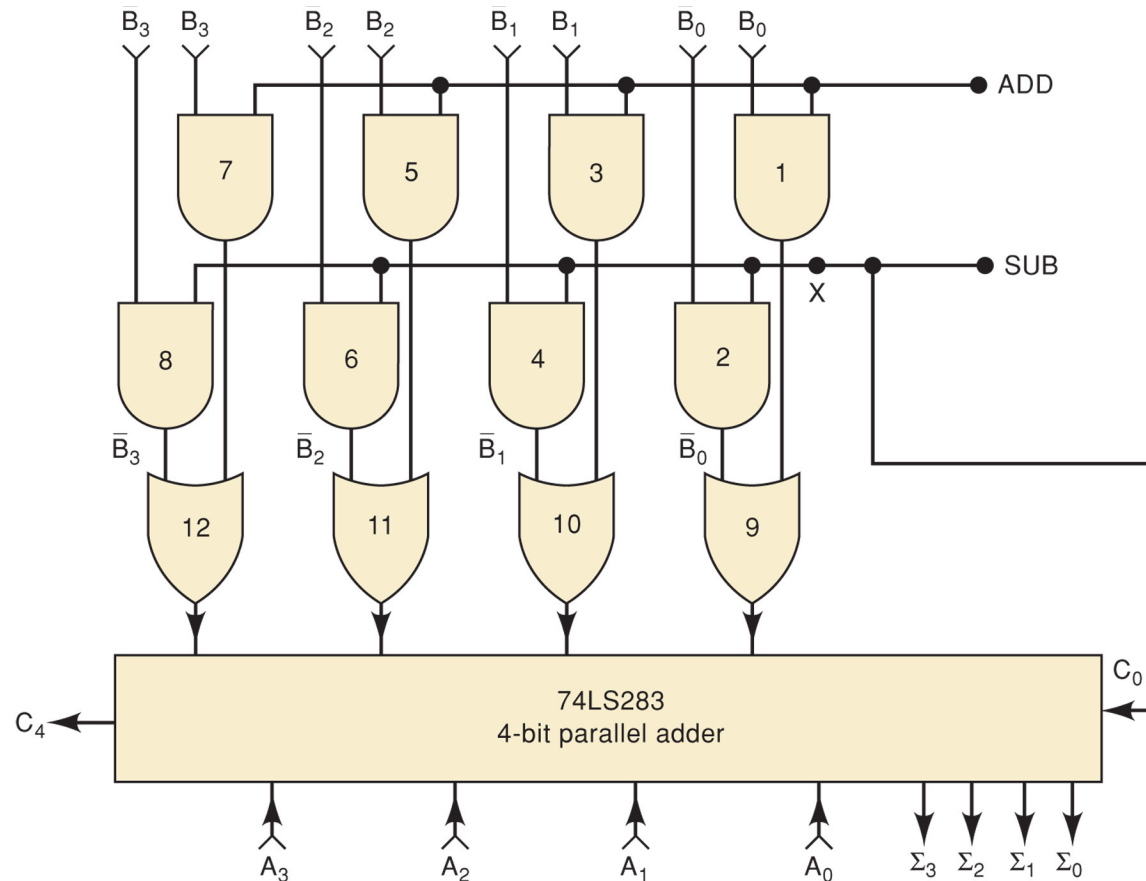 B̅₃ B₃ B̅₂ B₂ B̅₁ B₁ B̅₀ B₀
ADD
7 5 3 1
SUB
X
8 6 4 2
B̅₃ B̅₂ B̅₁ B̅₀
12 11 10 9
C₀
74LS283
C₄
4-bit parallel adder
A₃ A₂ A₁ A₀ Σ₃ Σ₂ Σ₁ Σ₀